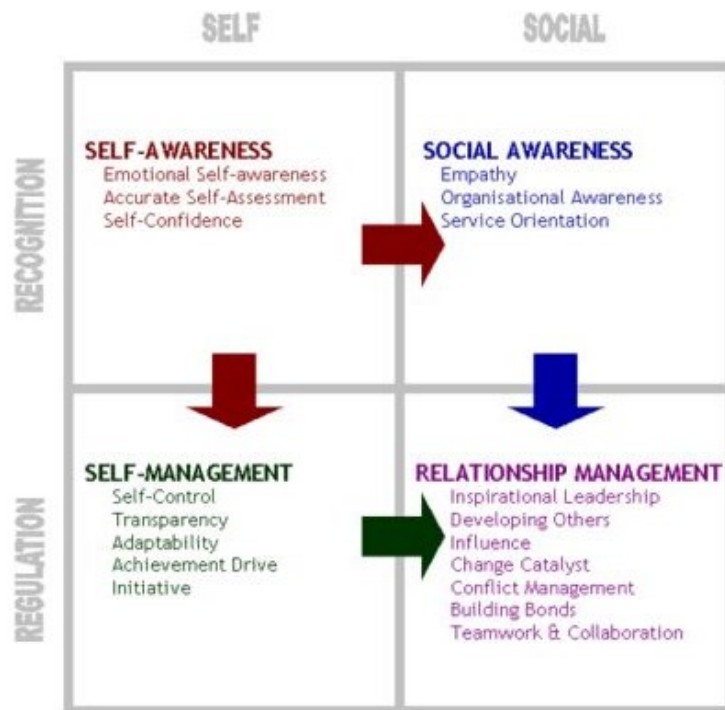 SELF
SOCIAL
RECOGNITION
SELF-AWARENESS
Emotional Self-awareness
Accurate Self-Assessment
Self-Confidence
SOCIAL AWARENESS
Empathy
Organisational Awareness
Service Orientation
REGULATION
SELF-MANAGEMENT
Self-Control
Transparency
Adaptability
Achievement Drive
Initiative
RELATIONSHIP MANAGEMENT
Inspirational Leadership
Developing Others
Influence
Change Catalyst
Conflict Management
Building Bonds
Teamwork & Collaboration